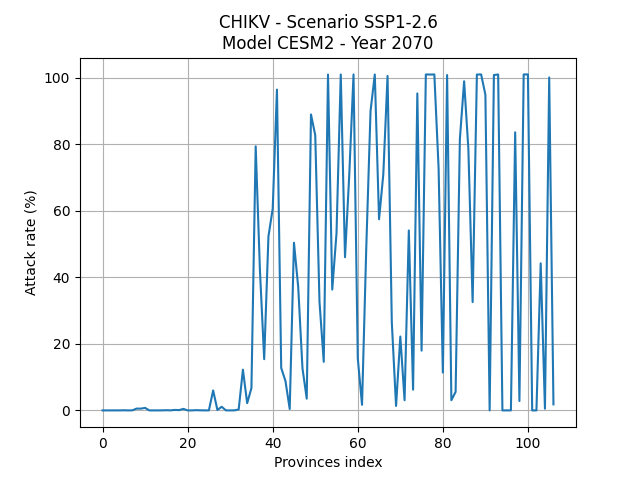 CHIKV - Scenario SSP1-2.6
Model CESM2 - Year 2070
100
80
60
40
20
0
Attack rate (%)
0 20 40 60 80 100
Provinces index